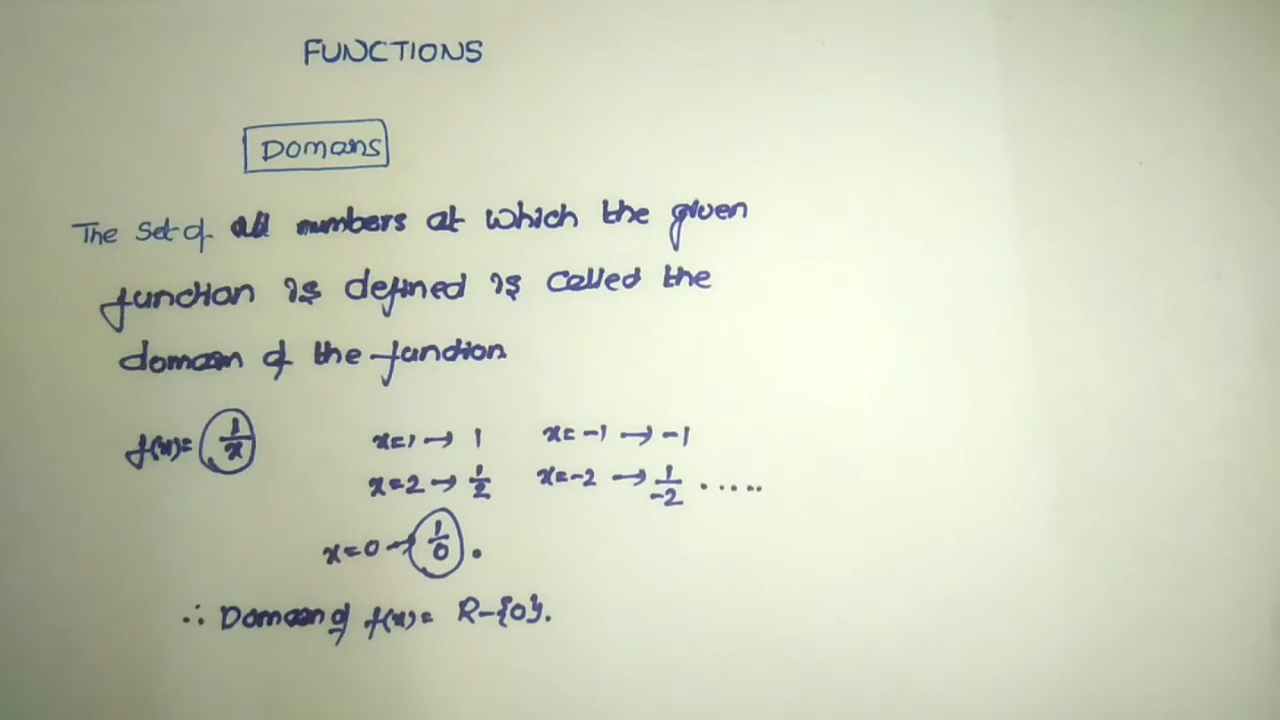 FUNCTIONS
Domans
The set of all numbers at which the given
function is defined is called the
domain of the function
f(x)= 1/x x=1→ 1 x=-1 →-1
x=2→ 1/2 x=-2 → 1/-2 .....
x=0→ 1/0 .
∴ Domain of f(x)= R-{0}.